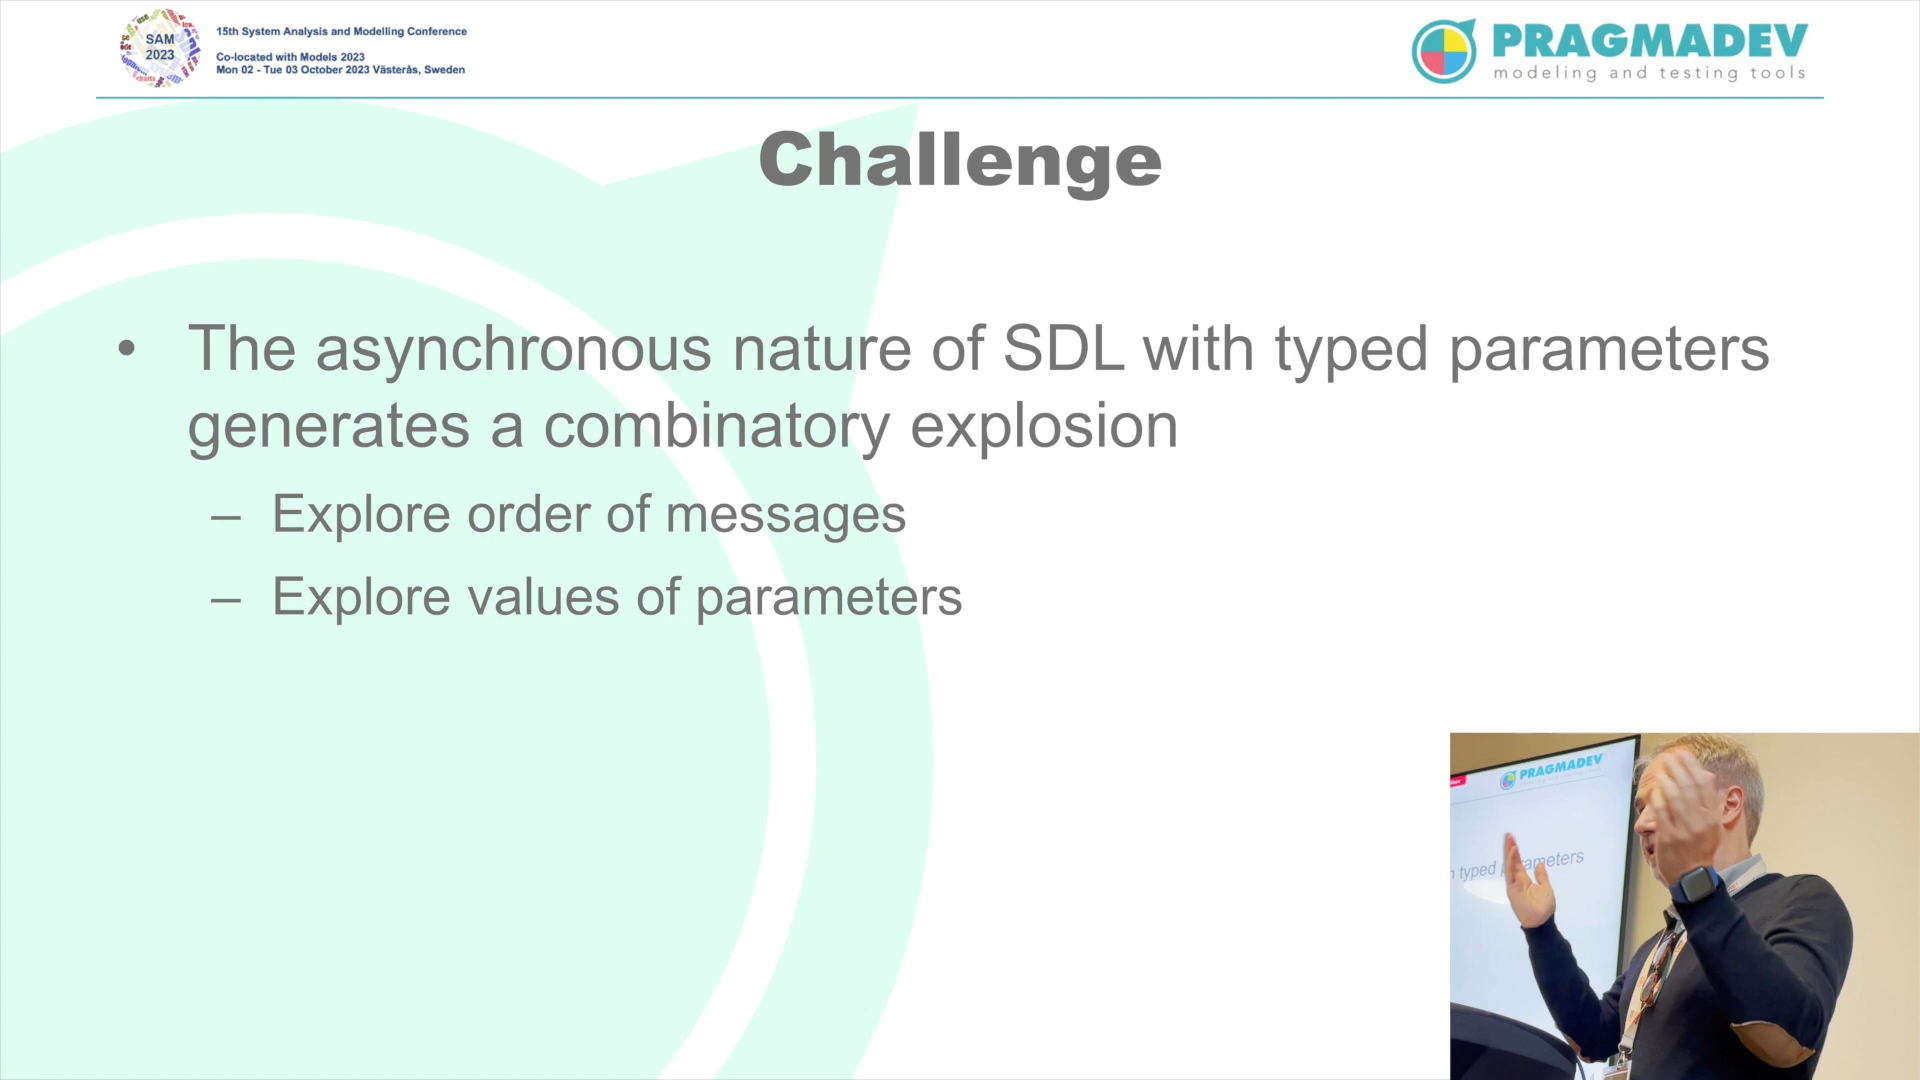 SAM
2023
15th System Analysis and Modelling Conference
Co-located with Models 2023
Mon 02 - Tue 03 October 2023 Västerås, Sweden
PRAGMADEV
modeling and testing tools
Challenge
• The asynchronous nature of SDL with typed parameters
generates a combinatory explosion
– Explore order of messages
– Explore values of parameters
PRAGMADEV
typed